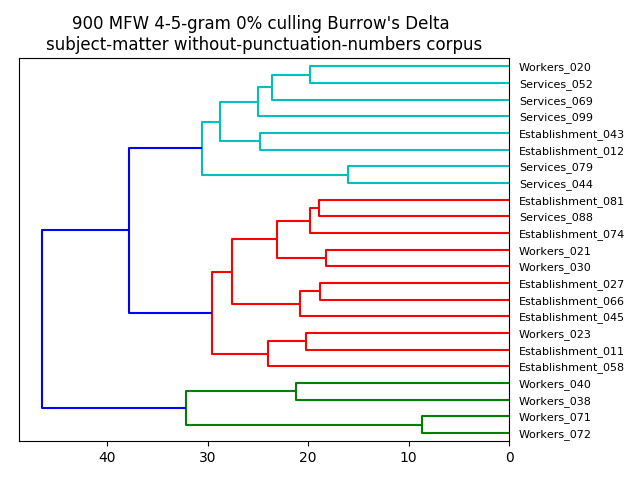 900 MFW 4-5-gram 0% culling Burrow's Delta
subject-matter without-punctuation-numbers corpus
Workers_020
Services_052
Services_069
Services_099
Establishment_043
Establishment_012
Services_079
Services_044
Establishment_081
Services_088
Establishment_074
Workers_021
Workers_030
Establishment_027
Establishment_066
Establishment_045
Workers_023
Establishment_011
Establishment_058
Workers_040
Workers_038
Workers_071
Workers_072
40 30 20 10 0